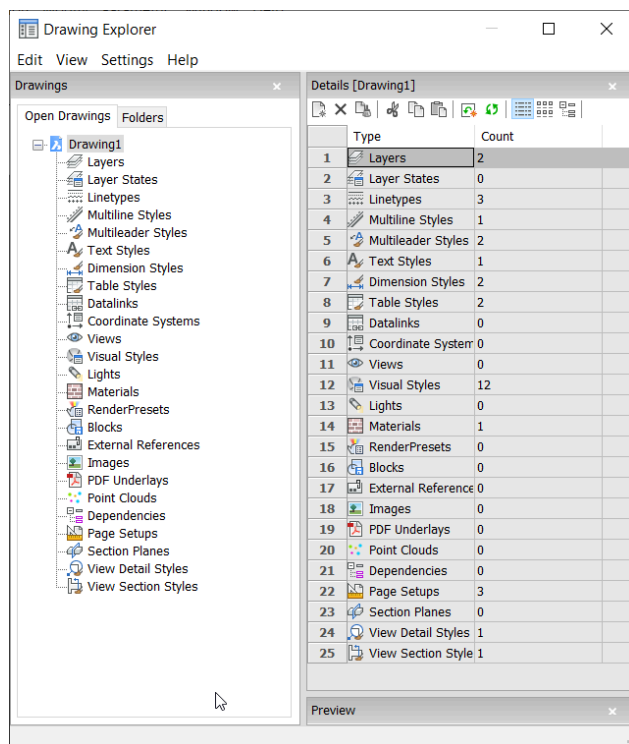 Drawing Explorer
Edit View Settings Help
Drawings
Open Drawings Folders
Drawing1
Layers
Layer States
Linetypes
Multiline Styles
Multileader Styles
Text Styles
Dimension Styles
Table Styles
Datalinks
Coordinate Systems
Views
Visual Styles
Lights
Materials
RenderPresets
Blocks
External References
Images
PDF Underlays
Point Clouds
Dependencies
Page Setups
Section Planes
View Detail Styles
View Section Styles
Details [Drawing1]
Type Count
1 Layers 2
2 Layer States 0
3 Linetypes 3
4 Multiline Styles 1
5 Multileader Styles 2
6 Text Styles 1
7 Dimension Styles 2
8 Table Styles 2
9 Datalinks 0
10 Coordinate System 0
11 Views 0
12 Visual Styles 12
13 Lights 0
14 Materials 1
15 RenderPresets 0
16 Blocks 0
17 External Reference 0
18 Images 0
19 PDF Underlays 0
20 Point Clouds 0
21 Dependencies 0
22 Page Setups 3
23 Section Planes 0
24 View Detail Styles 1
25 View Section Style 1
Preview